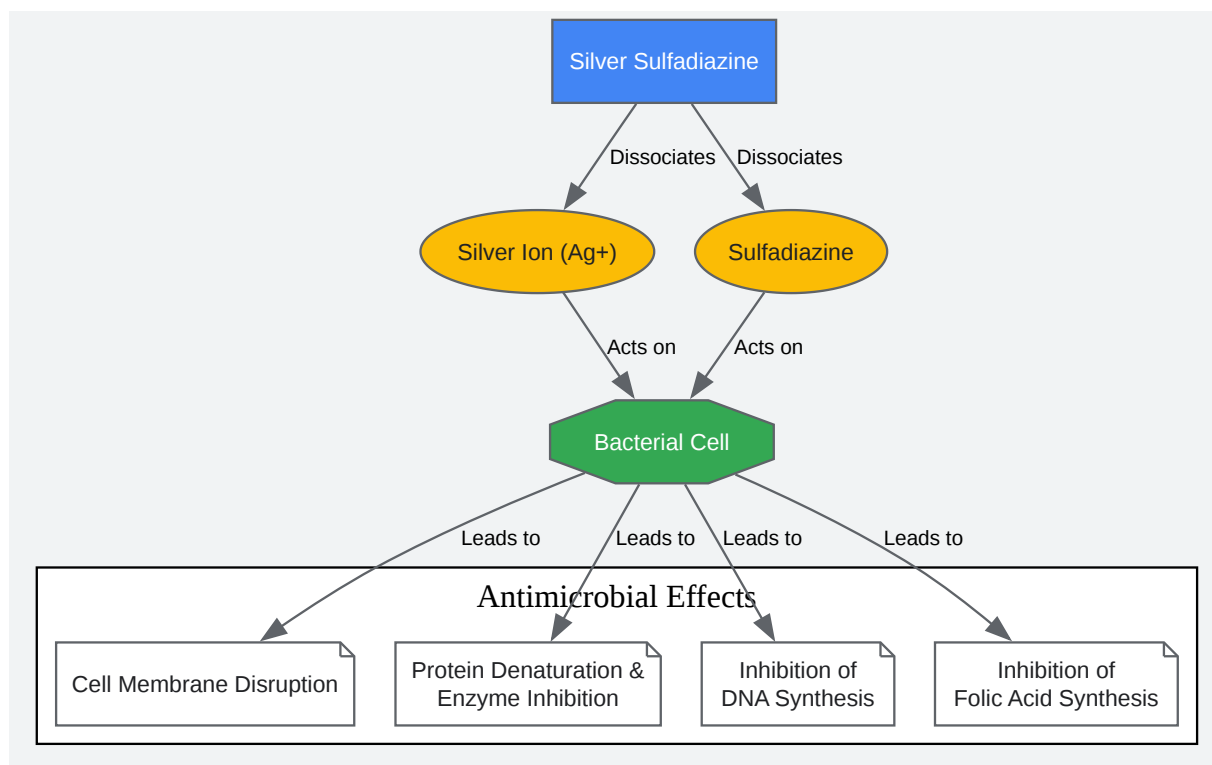 Silver Sulfadiazine
Dissociates
Dissociates
Silver Ion (Ag+)
Sulfadiazine
Acts on
Acts on
Bacterial Cell
Leads to
Leads to
Leads to
Leads to
Antimicrobial Effects
Cell Membrane Disruption
Protein Denaturation &
Enzyme Inhibition
Inhibition of
DNA Synthesis
Inhibition of
Folic Acid Synthesis